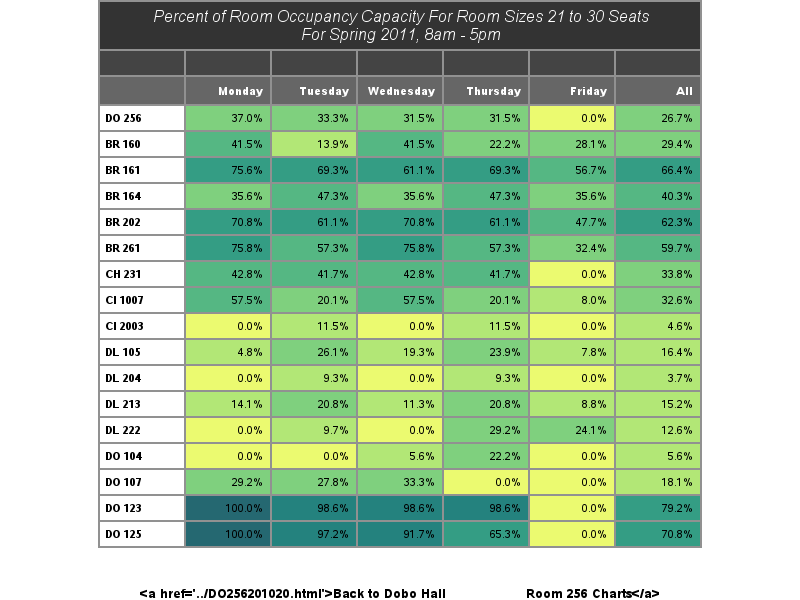 Percent of Room Occupancy Capacity For Room Sizes 21 to 30 Seats
For Spring 2011, 8am - 5pm
Monday Tuesday Wednesday Thursday Friday All
DO 256 37.0% 33.3% 31.5% 31.5% 0.0% 26.7%
BR 160 41.5% 13.9% 41.5% 22.2% 28.1% 29.4%
BR 161 75.6% 69.3% 61.1% 69.3% 56.7% 66.4%
BR 164 35.6% 47.3% 35.6% 47.3% 35.6% 40.3%
BR 202 70.8% 61.1% 70.8% 61.1% 47.7% 62.3%
BR 261 75.8% 57.3% 75.8% 57.3% 32.4% 59.7%
CH 231 42.8% 41.7% 42.8% 41.7% 0.0% 33.8%
CI 1007 57.5% 20.1% 57.5% 20.1% 8.0% 32.6%
CI 2003 0.0% 11.5% 0.0% 11.5% 0.0% 4.6%
DL 105 4.8% 26.1% 19.3% 23.9% 7.8% 16.4%
DL 204 0.0% 9.3% 0.0% 9.3% 0.0% 3.7%
DL 213 14.1% 20.8% 11.3% 20.8% 8.8% 15.2%
DL 222 0.0% 9.7% 0.0% 29.2% 24.1% 12.6%
DO 104 0.0% 0.0% 5.6% 22.2% 0.0% 5.6%
DO 107 29.2% 27.8% 33.3% 0.0% 0.0% 18.1%
DO 123 100.0% 98.6% 98.6% 98.6% 0.0% 79.2%
DO 125 100.0% 97.2% 91.7% 65.3% 0.0% 70.8%
<a href='../DO256201020.html'>Back to Dobo Hall Room 256 Charts</a>